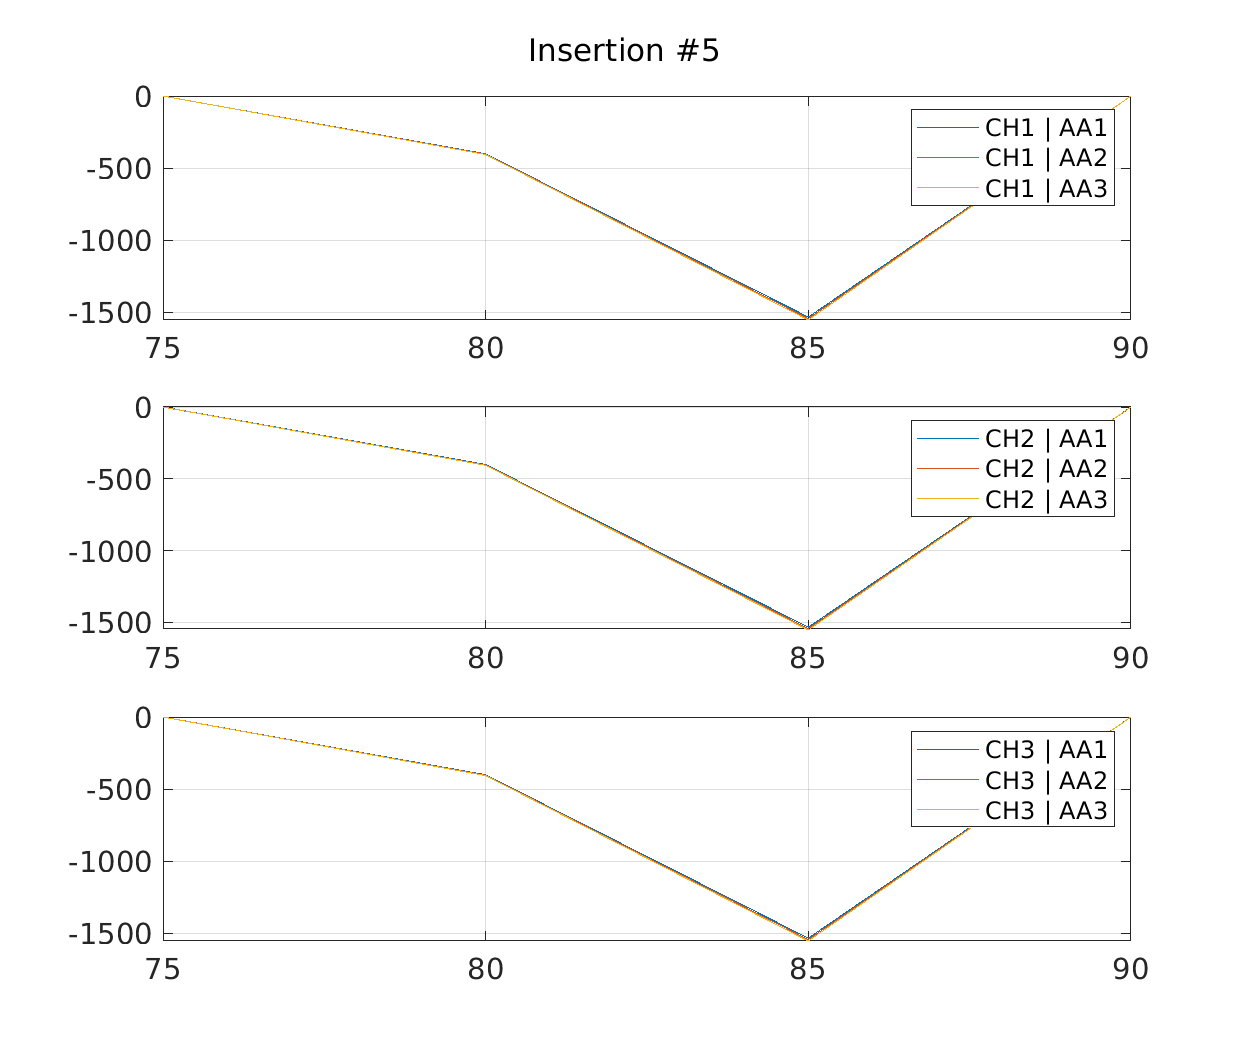 Insertion #5
0
-500
-1000
-1500
75 80 85 90
CH1 | AA1
CH1 | AA2
CH1 | AA3
0
-500
-1000
-1500
75 80 85 90
CH2 | AA1
CH2 | AA2
CH2 | AA3
0
-500
-1000
-1500
75 80 85 90
CH3 | AA1
CH3 | AA2
CH3 | AA3